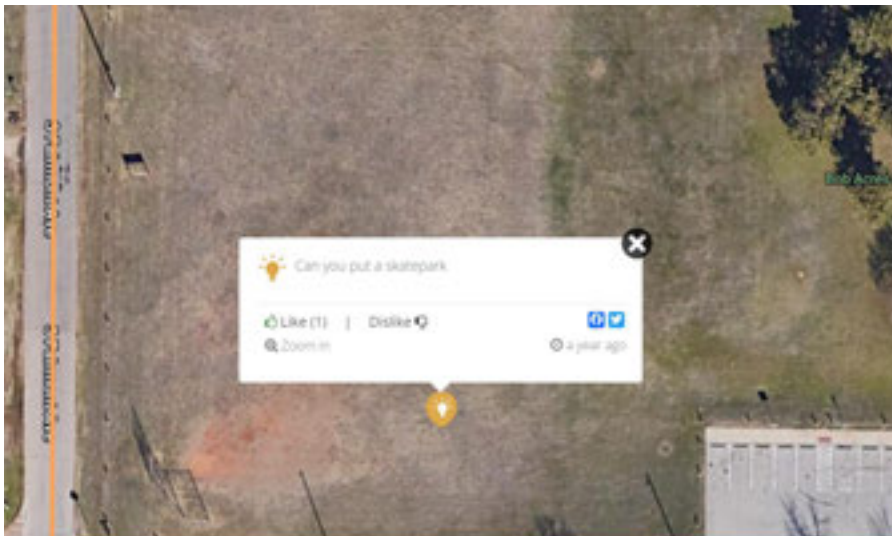 Bob Acres
Can you put a skatepark
Like (1) | Dislike
Zoom in
a year ago